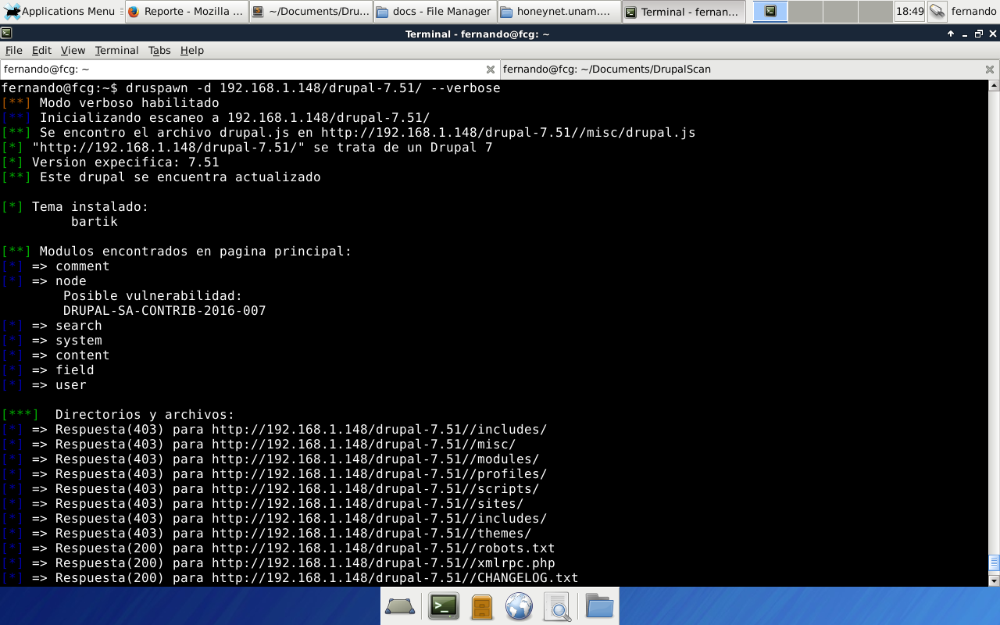 Applications Menu
Reporte - Mozilla ...
~/Documents/Dru...
docs - File Manager
honeynet.unam....
Terminal - fernan...
18:49
fernando
Terminal - fernando@fcg: ~
File Edit View Terminal Tabs Help
fernando@fcg: ~
fernando@fcg: ~/Documents/DrupalScan
fernando@fcg:~$ druspawn -d 192.168.1.148/drupal-7.51/ --verbose
[**] Modo verboso habilitado
[**] Inicializando escaneo a 192.168.1.148/drupal-7.51/
[**] Se encontro el archivo drupal.js en http://192.168.1.148/drupal-7.51//misc/drupal.js
[*] "http://192.168.1.148/drupal-7.51/" se trata de un Drupal 7
[*] Version expecifica: 7.51
[**] Este drupal se encuentra actualizado
[*] Tema instalado:
bartik
[**] Modulos encontrados en pagina principal:
[*] => comment
[*] => node
Posible vulnerabilidad:
DRUPAL-SA-CONTRIB-2016-007
[*] => search
[*] => system
[*] => content
[*] => field
[*] => user
[***]  Directorios y archivos:
[*] => Respuesta(403) para http://192.168.1.148/drupal-7.51//includes/
[*] => Respuesta(403) para http://192.168.1.148/drupal-7.51//misc/
[*] => Respuesta(403) para http://192.168.1.148/drupal-7.51//modules/
[*] => Respuesta(403) para http://192.168.1.148/drupal-7.51//profiles/
[*] => Respuesta(403) para http://192.168.1.148/drupal-7.51//scripts/
[*] => Respuesta(403) para http://192.168.1.148/drupal-7.51//sites/
[*] => Respuesta(403) para http://192.168.1.148/drupal-7.51//includes/
[*] => Respuesta(403) para http://192.168.1.148/drupal-7.51//themes/
[*] => Respuesta(200) para http://192.168.1.148/drupal-7.51//robots.txt
[*] => Respuesta(200) para http://192.168.1.148/drupal-7.51//xmlrpc.php
[*] => Respuesta(200) para http://192.168.1.148/drupal-7.51//CHANGELOG.txt